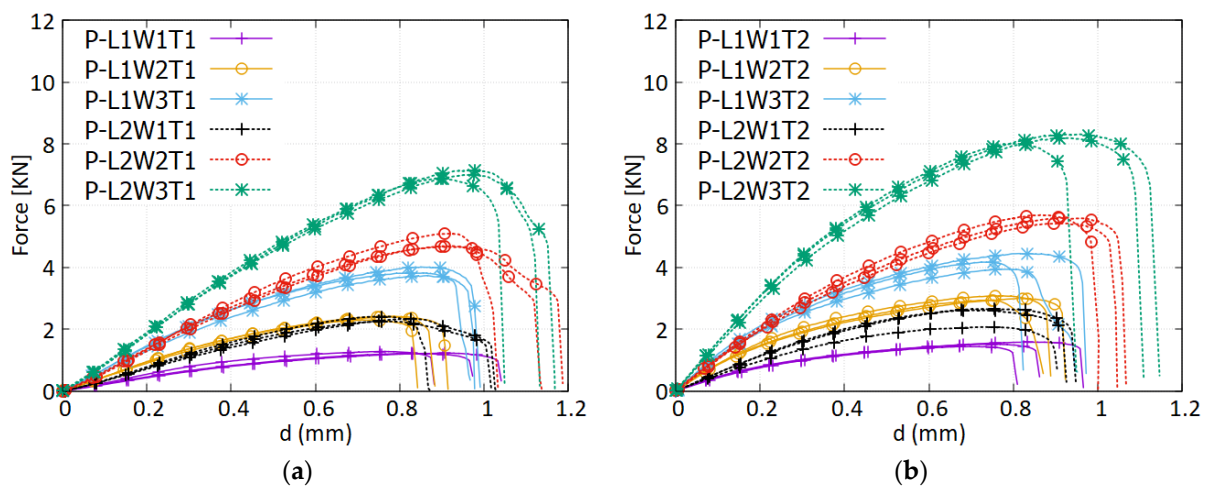 12
10
8
6
4
2
0
Force [KN]
P-L1W1T1
P-L1W2T1
P-L1W3T1
P-L2W1T1
P-L2W2T1
P-L2W3T1
0 0.2 0.4 0.6 0.8 1 1.2
d (mm)
(a)
12
10
8
6
4
2
0
Force [KN]
P-L1W1T2
P-L1W2T2
P-L1W3T2
P-L2W1T2
P-L2W2T2
P-L2W3T2
0 0.2 0.4 0.6 0.8 1 1.2
d (mm)
(b)